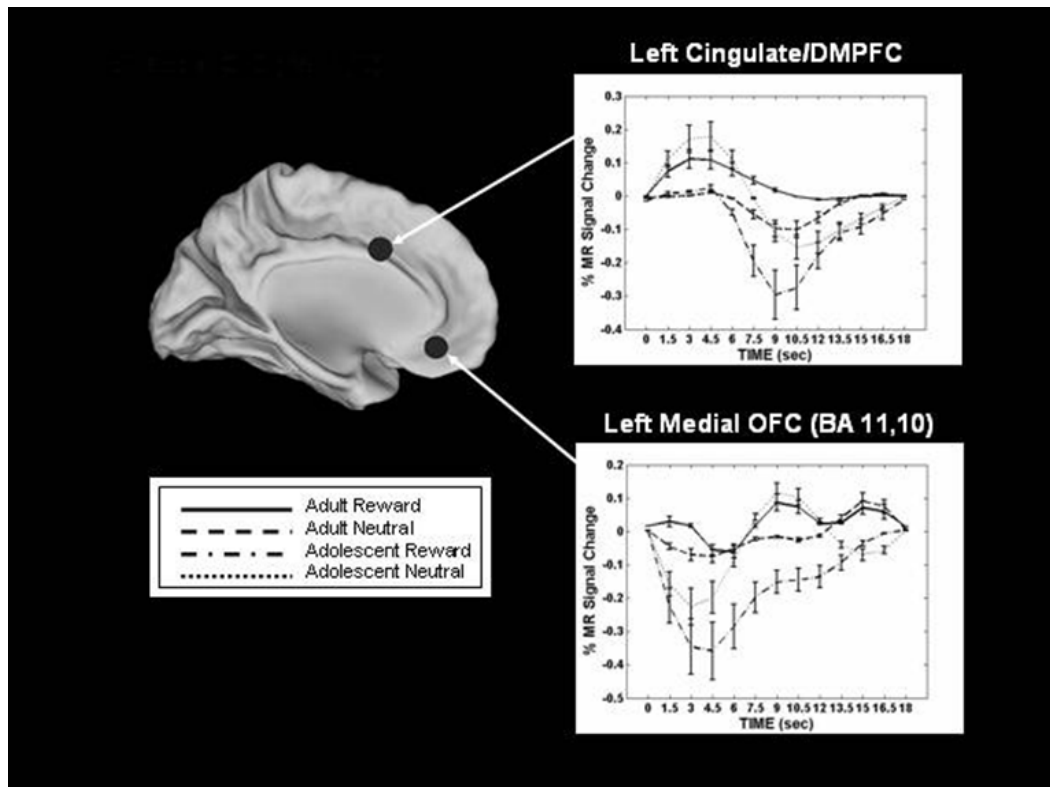 Left Cingulate/DMPFC
0.3
0.2
0.1
0
-0.1
-0.2
-0.3
-0.4
% MR Signal Change
0 1.5 3 4.5 6 7.5 9 10.5 12 13.5 15 16.5 18
TIME (sec)
Left Medial OFC (BA 11,10)
0.2
0.1
0
-0.1
-0.2
-0.3
-0.4
-0.5
% MR Signal Change
0 1.5 3 4.5 6 7.5 9 10.5 12 13.5 15 16.5 18
TIME (sec)
Adult Reward
Adult Neutral
Adolescent Reward
Adolescent Neutral